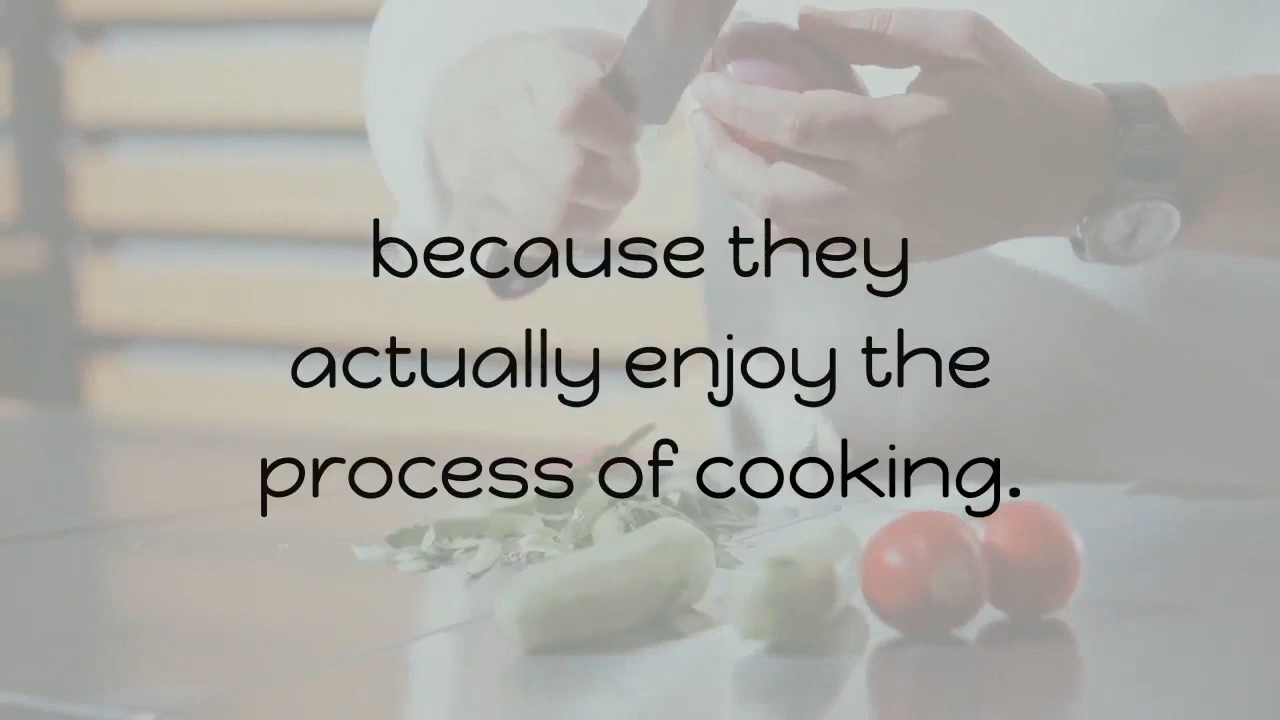 because they
actually enjoy the
process of cooking.